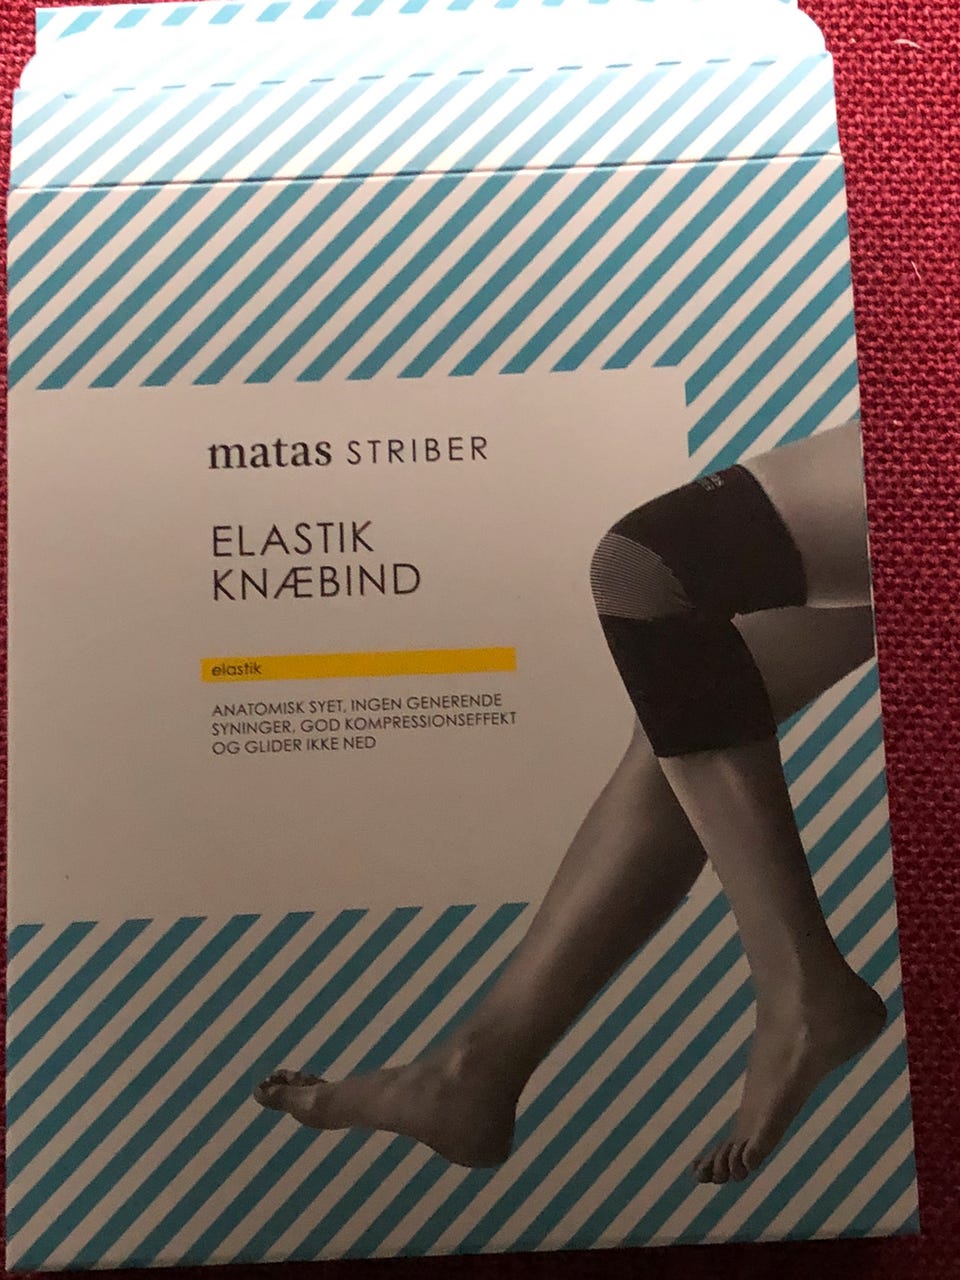 matas STRIBER
ELASTIK
KNÆBIND
elastik
ANATOMISK SYET, INGEN GENERENDE
SYNINGER, GOD KOMPRESSIONSEFFEKT
OG GLIDER IKKE NED